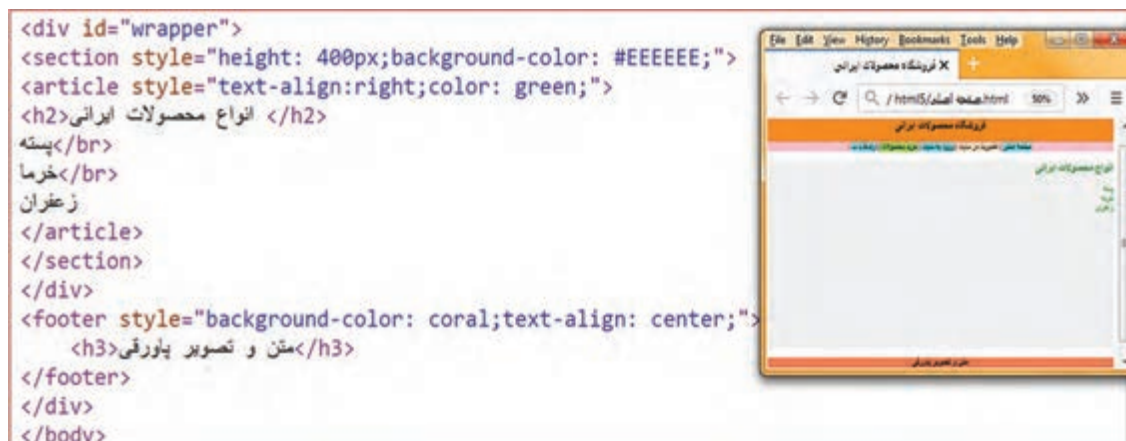 <div id="wrapper">
<section style="height: 400px;background-color: #EEEEEE;">
<article style="text-align:right;color: green;">
<h2>انواع محصولات ایرانی </h2>
پسته</br>
خرما</br>
زعفران
</article>
</section>
</div>
<footer style="background-color: coral;text-align: center;">
<h3>متن و تصویر پاورقی</h3>
</footer>
</div>
</body>
File Edit View History Bookmarks Tools Help
فروشگاه محصولات ایرانی
/html5/صفحه اصلی.html 50%
فروشگاه محصولات ایرانی
انواع محصولات ایرانی
پسته
خرما
زعفران
متن و تصویر پاورقی